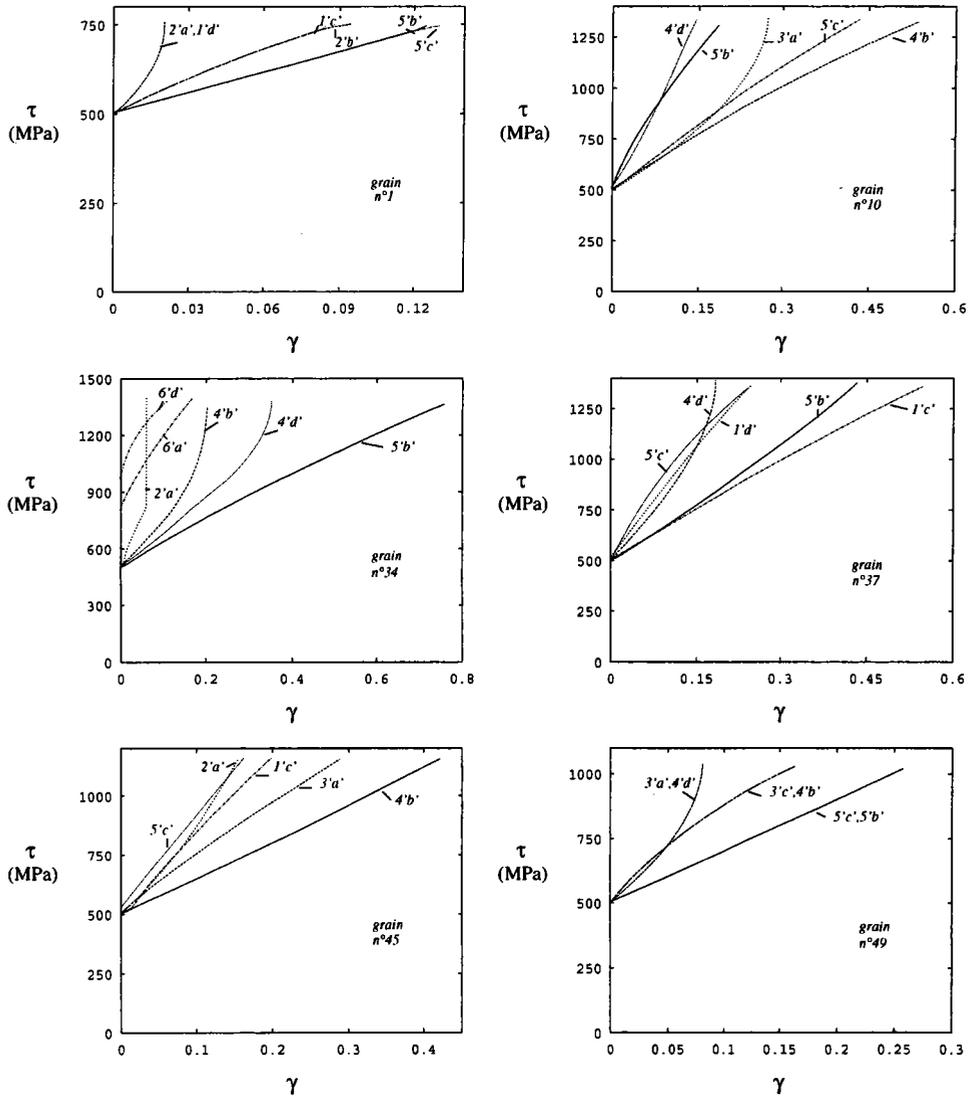 750
500
250
0
τ
(MPa)
2'a',1'd'
1'c'
2'b'
5'b'
5'c'
grain
n°1
0 0.03 0.06 0.09 0.12
γ
1250
1000
750
500
250
0
τ
(MPa)
4'd'
5'b'
3'a'
5'c'
4'b'
grain
n°10
0 0.15 0.3 0.45 0.6
γ
1500
1200
900
600
300
0
τ
(MPa)
6'd'
6'a'
2'a'
4'b'
4'd'
5'b'
grain
n°34
0 0.2 0.4 0.6 0.8
γ
1250
1000
750
500
250
0
τ
(MPa)
4'd'
5'c'
1'd'
5'b'
1'c'
grain
n°37
0 0.15 0.3 0.45 0.6
γ
1000
750
500
250
0
τ
(MPa)
2'a'
1'c'
5'c'
3'a'
4'b'
grain
n°45
0 0.1 0.2 0.3 0.4
γ
1000
750
500
250
0
τ
(MPa)
3'a',4'd'
3'c',4'b'
5'c',5'b'
grain
n°49
0 0.05 0.1 0.15 0.2 0.25 0.3
γ